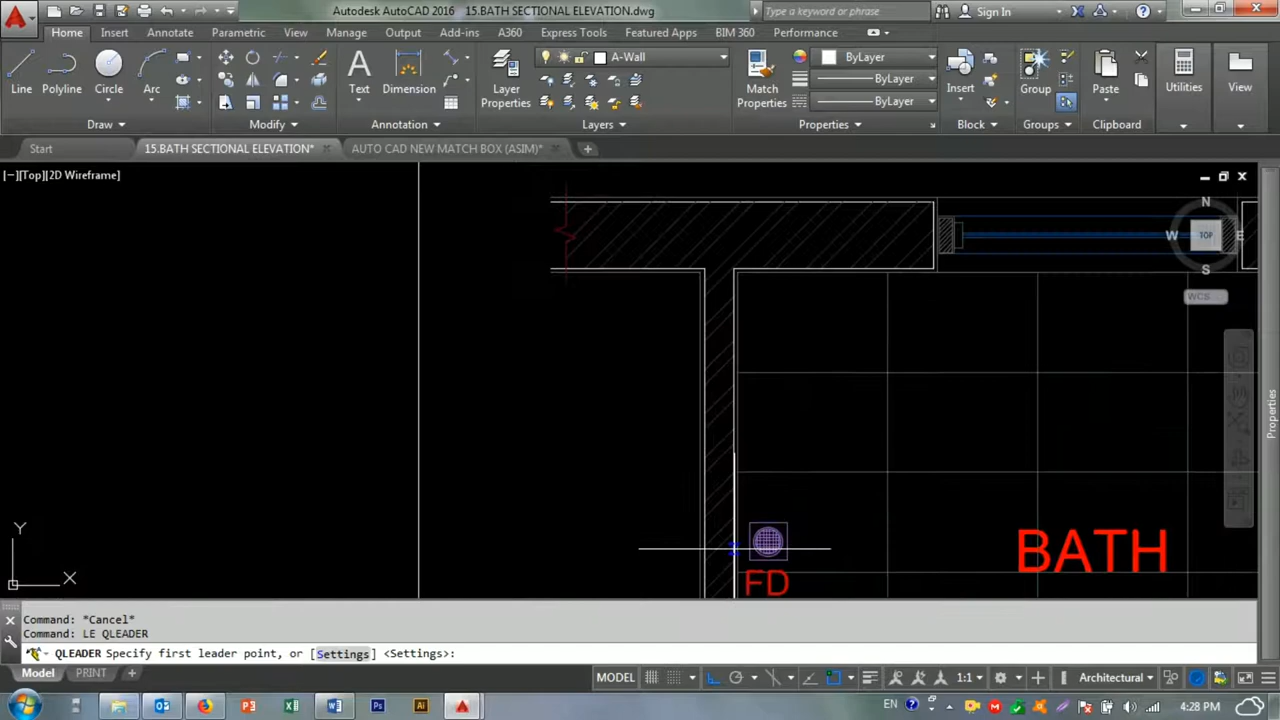 Autodesk AutoCAD 2016 15.BATH SECTIONAL ELEVATION.dwg
Type a keyword or phrase
Sign In
Home Insert Annotate Parametric View Manage Output Add-ins A360 Express Tools Featured Apps BIM 360 Performance
A-Wall
ByLayer
ByLayer
ByLayer
Line Polyline Circle Arc
Text Dimension
Layer Properties
Match Properties
Insert
Group
Paste
Utilities
View
Draw Modify Annotation Layers Properties Block Groups Clipboard
Start 15.BATH SECTIONAL ELEVATION* AUTO CAD NEW MATCH BOX (ASIM)*
[−][Top][2D Wireframe]
N
W TOP E
S
WCS
Properties
BATH
FD
Y
X
Command: *Cancel*
Command: LE QLEADER
QLEADER Specify first leader point, or [Settings] <Settings>:
Model PRINT
MODEL 1:1 Architectural
EN 4:28 PM